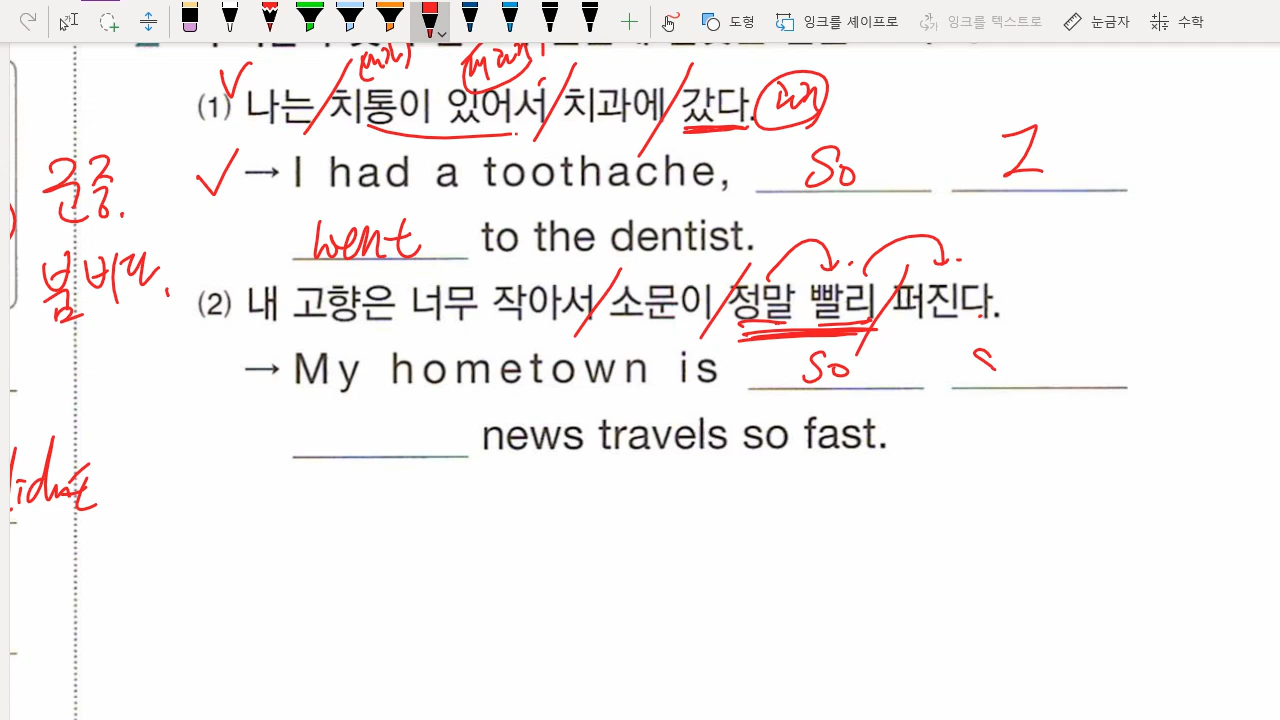 도형 잉크를 셰이프로 잉크를 텍스트로 눈금자 수학
(1) 나는 치통이 있어서 치과에 갔다.
→ I had a toothache, So I
went to the dentist.
(2) 내 고향은 너무 작아서 소문이 정말 빨리 퍼진다.
→ My hometown is so
news travels so fast.